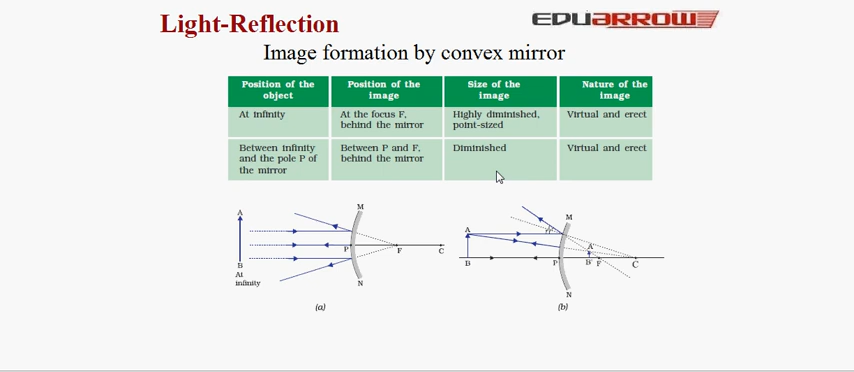 Light-Reflection
EDUARROW
Image formation by convex mirror
Position of the object
Position of the image
Size of the image
Nature of the image
At infinity
At the focus F, behind the mirror
Highly diminished, point-sized
Virtual and erect
Between infinity and the pole P of the mirror
Between P and F, behind the mirror
Diminished
Virtual and erect
A
M
P
F
C
B
At infinity
N
(a)
M
A
A'
B
P
B'
F
C
N
(b)